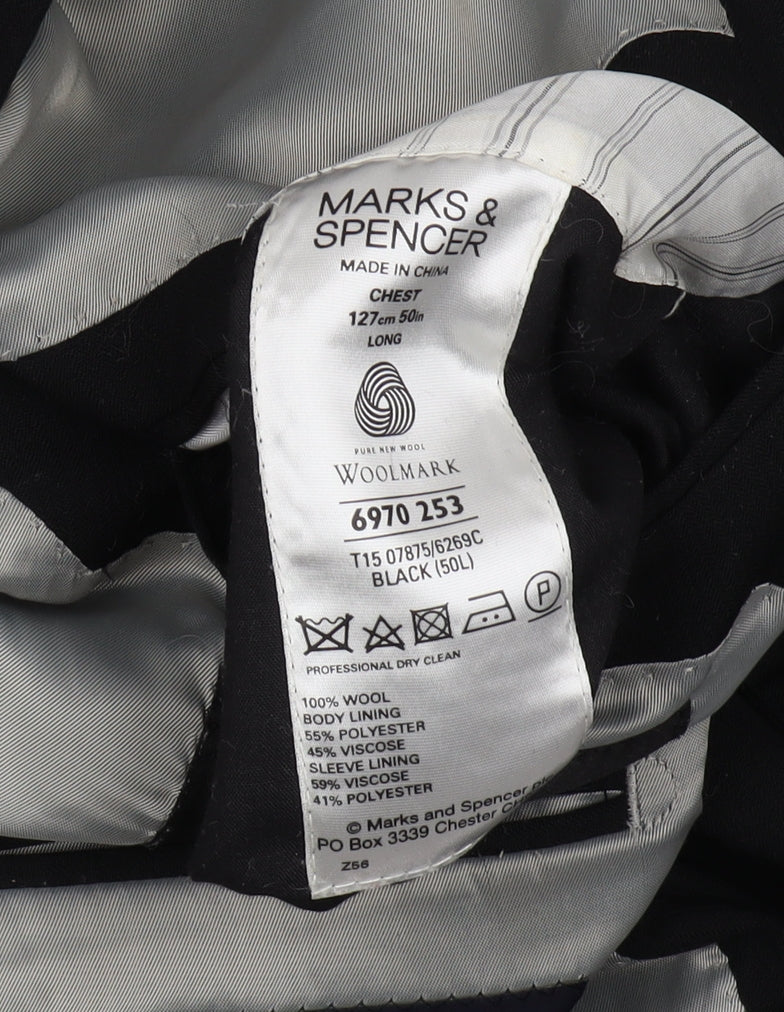 MARKS &
SPENCER
MADE IN CHINA
CHEST
127cm 50in
LONG
PURE NEW WOOL
WOOLMARK
6970 253
T15 07875/6269C
BLACK (50L)
P
PROFESSIONAL DRY CLEAN
100% WOOL
BODY LINING
55% POLYESTER
45% VISCOSE
SLEEVE LINING
59% VISCOSE
41% POLYESTER
© Marks and Spencer
PO Box 3339 Chester
Z56